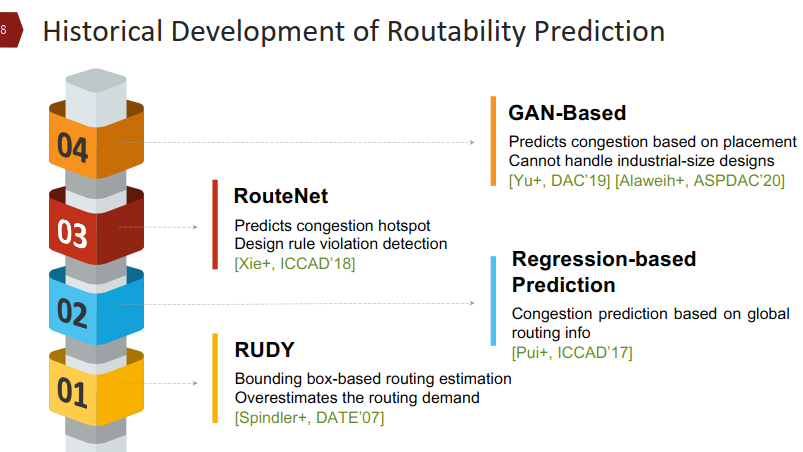 8
Historical Development of Routability Prediction
04
GAN-Based
Predicts congestion based on placement
Cannot handle industrial-size designs
[Yu+, DAC'19] [Alaweih+, ASPDAC'20]
03
RouteNet
Predicts congestion hotspot
Design rule violation detection
[Xie+, ICCAD'18]
02
Regression-based
Prediction
Congestion prediction based on global
routing info
[Pui+, ICCAD'17]
01
RUDY
Bounding box-based routing estimation
Overestimates the routing demand
[Spindler+, DATE'07]